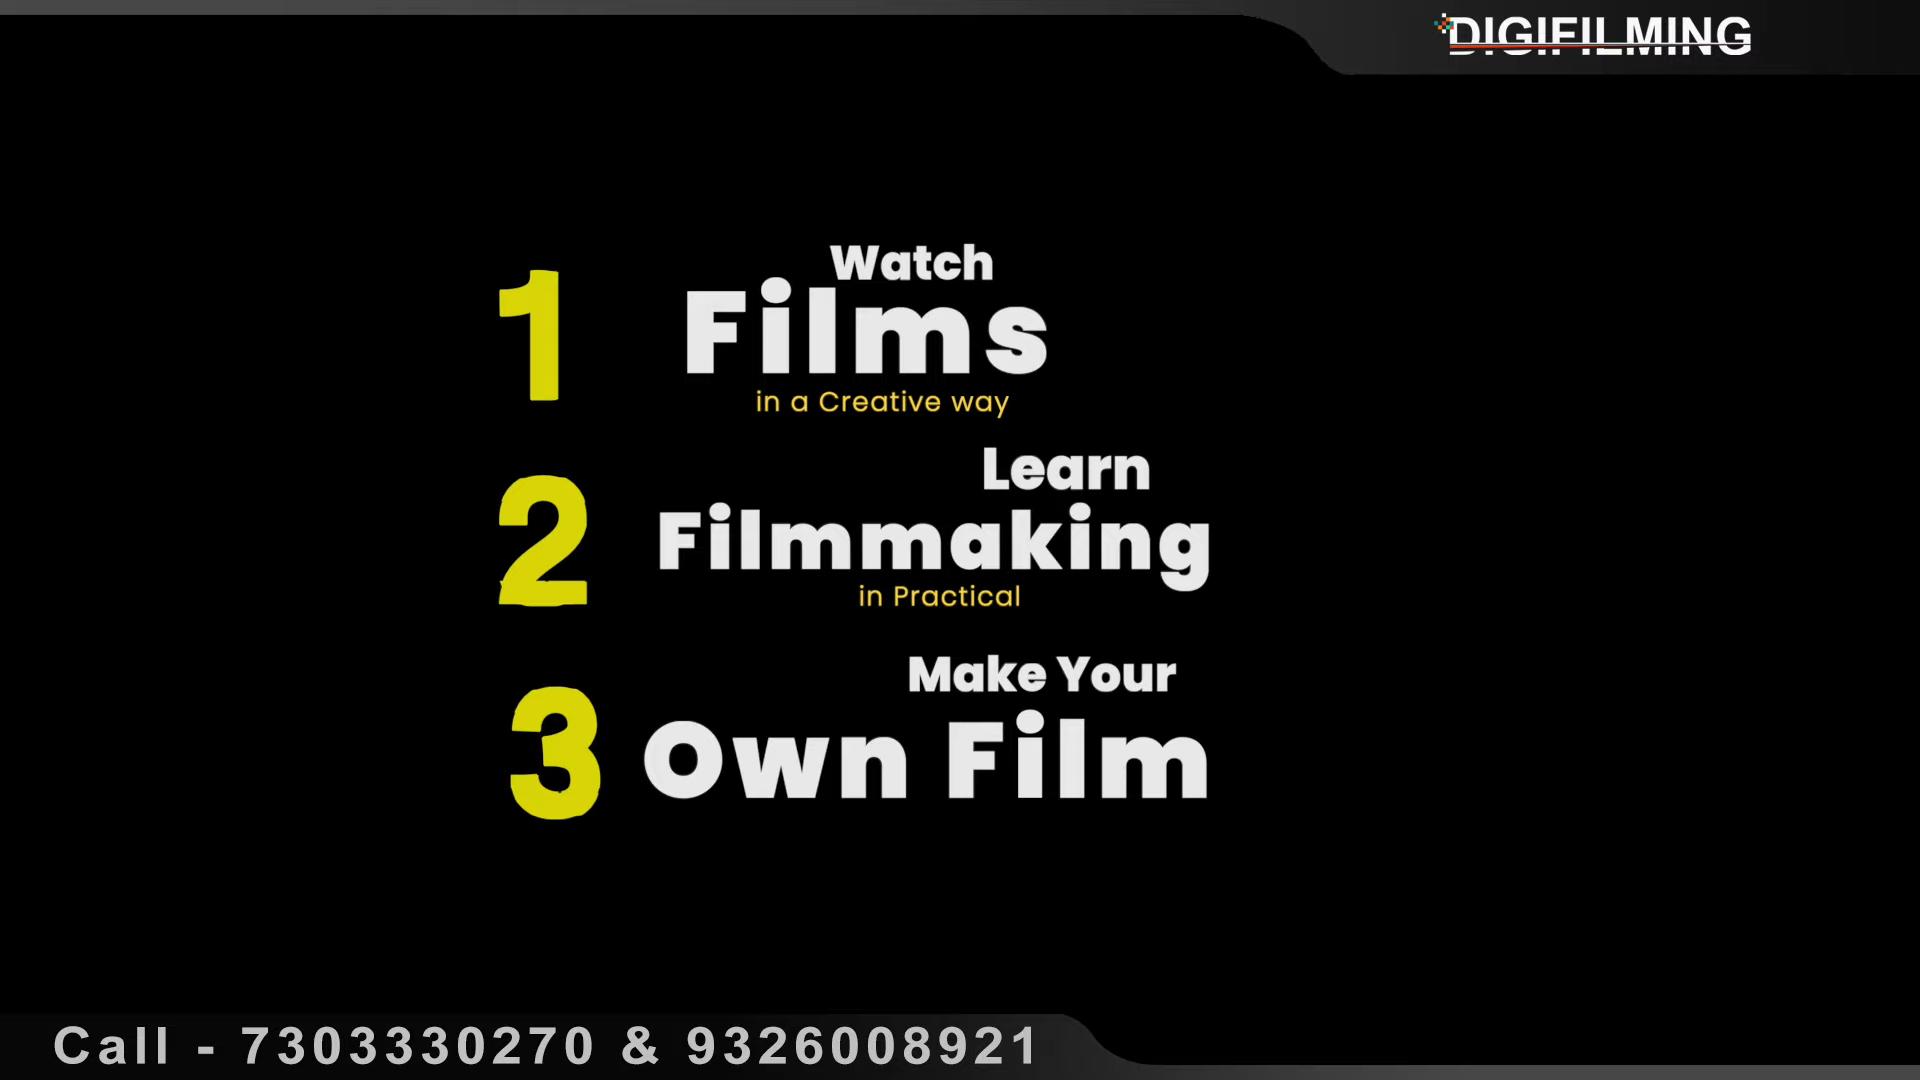 DIGIFILMING
1
Watch
Films
in a Creative way
2
Learn
Filmmaking
in Practical
3
Make Your
Own Film
Call - 7303330270 & 9326008921